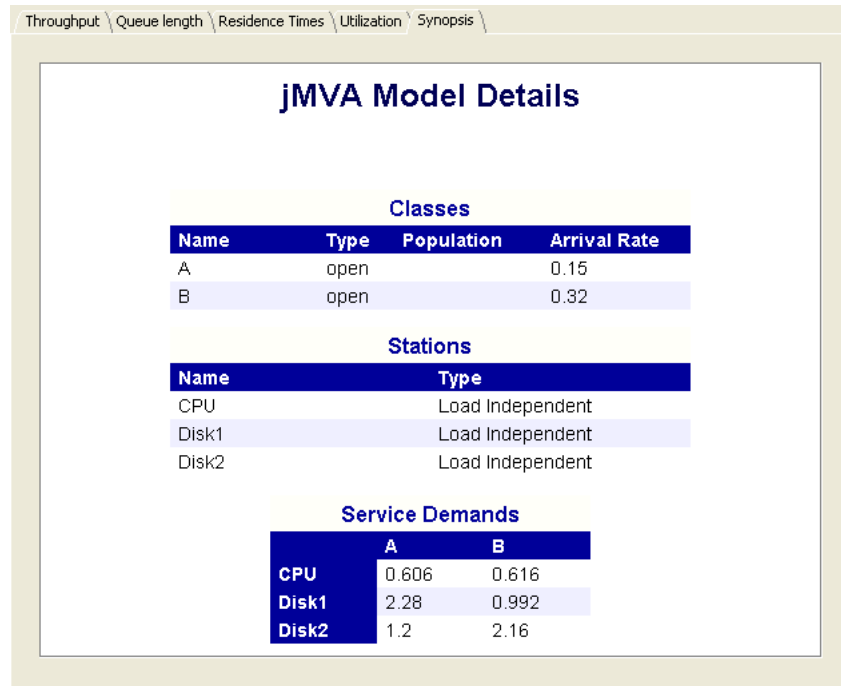 Throughput Queue length Residence Times Utilization Synopsis
jMVA Model Details
Classes
Name Type Population Arrival Rate
A open 0.15
B open 0.32
Stations
Name Type
CPU Load Independent
Disk1 Load Independent
Disk2 Load Independent
Service Demands
A B
CPU 0.606 0.616
Disk1 2.28 0.992
Disk2 1.2 2.16